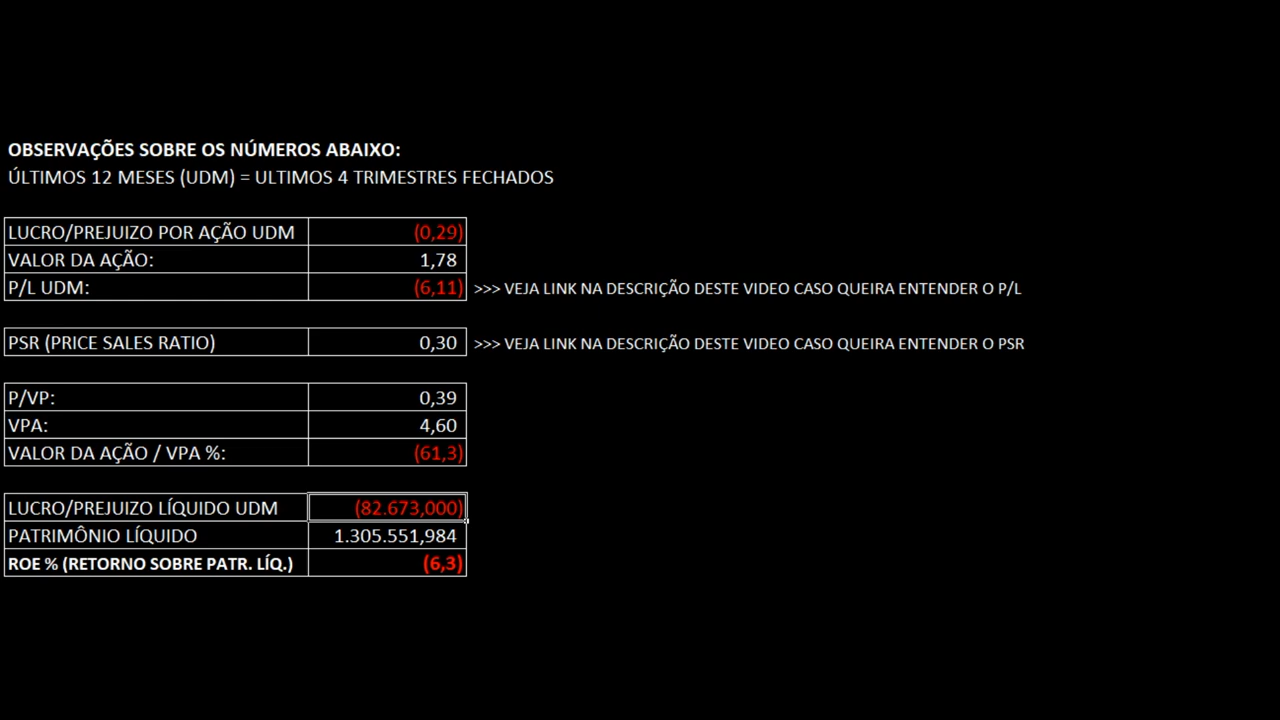 OBSERVAÇÕES SOBRE OS NÚMEROS ABAIXO:
ÚLTIMOS 12 MESES (UDM) = ULTIMOS 4 TRIMESTRES FECHADOS
LUCRO/PREJUIZO POR AÇÃO UDM (0,29)
VALOR DA AÇÃO: 1,78
P/L UDM: (6,11) >>> VEJA LINK NA DESCRIÇÃO DESTE VIDEO CASO QUEIRA ENTENDER O P/L
PSR (PRICE SALES RATIO) 0,30 >>> VEJA LINK NA DESCRIÇÃO DESTE VIDEO CASO QUEIRA ENTENDER O PSR
P/VP: 0,39
VPA: 4,60
VALOR DA AÇÃO / VPA %: (61,3)
LUCRO/PREJUIZO LÍQUIDO UDM (82.673,000)
PATRIMÔNIO LÍQUIDO 1.305.551,984
ROE % (RETORNO SOBRE PATR. LÍQ.) (6,3)